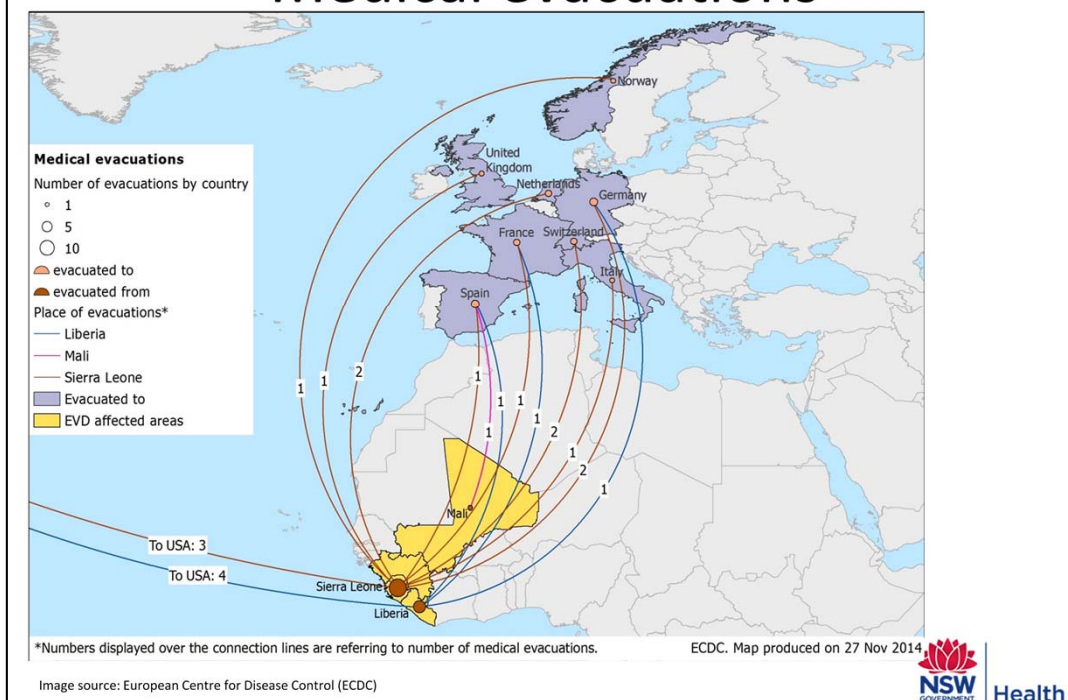 Medical evacuations
Norway
United
Kingdom
Netherlands
Germany
France
Switzerland
Italy
Spain
Medical evacuations
Number of evacuations by country
1
5
10
evacuated to
evacuated from
Place of evacuations*
Liberia
Mali
Sierra Leone
Evacuated to
EVD affected areas
1
1
2
1
1
1
1
1
2
1
2
1
Mali
To USA: 3
To USA: 4
Sierra Leone
Liberia
*Numbers displayed over the connection lines are referring to number of medical evacuations.
ECDC. Map produced on 27 Nov 2014
Image source: European Centre for Disease Control (ECDC)
NSW
GOVERNMENT
Health